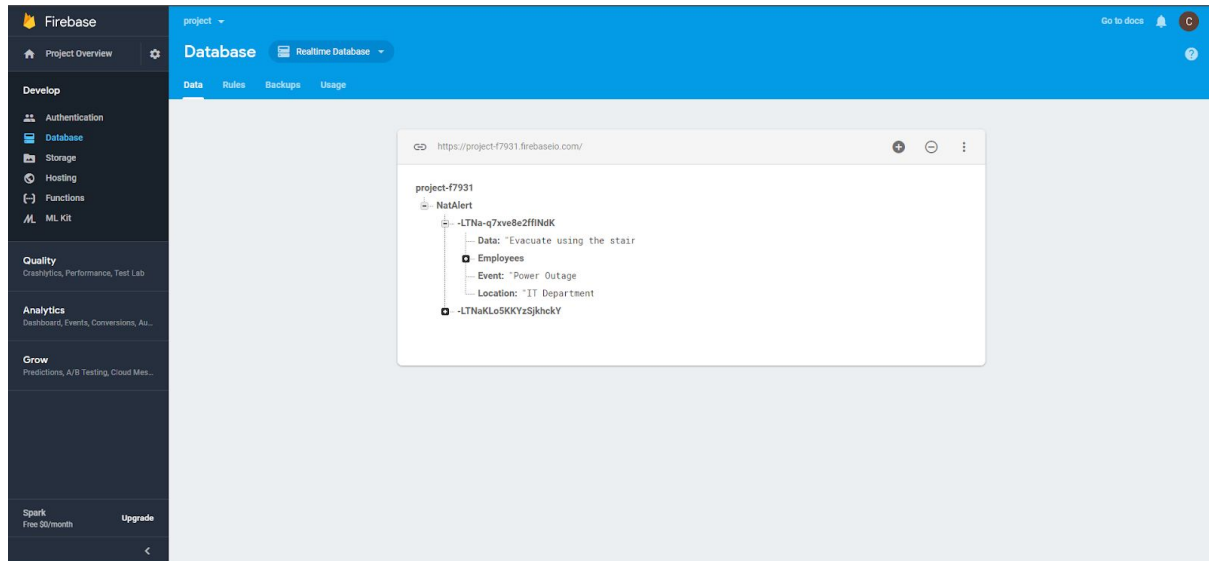 Firebase
project
Go to docs
C
Project Overview
Database
Realtime Database
?
Develop
Data Rules Backups Usage
Authentication
Database
Storage
Hosting
Functions
ML Kit
https://project-f7931.firebaseio.com/
project-f7931
NatAlert
-LTNa-q7xve8e2fflNdK
Data: "Evacuate using the stair
Employees
Event: "Power Outage
Location: "IT Department
-LTNaKLo5KKYzSjkhckY
Quality
Crashlytics, Performance, Test Lab
Analytics
Dashboard, Events, Conversions, Au...
Grow
Predictions, A/B Testing, Cloud Mes...
Spark
Free $0/month
Upgrade